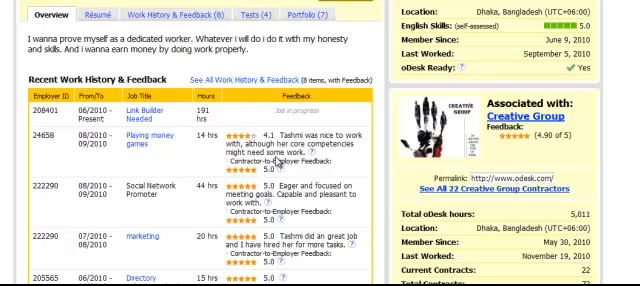 Overview
Résumé
Work History & Feedback (8)
Tests (4)
Portfolio (7)
I wanna prove myself as a dedicated worker. Whatever i will do i do it with my honesty
and skills. And i wanna earn money by doing work properly.
Recent Work History & Feedback
See All Work History & Feedback (8 items, with Feedback)
Employer ID From/To Job Title Hours Feedback
208401 06/2010 - Present Link Builder Needed 191 hrs Job in progress
24658 08/2010 - 09/2010 Playing money games 14 hrs 4.1 Tashmi was nice to work
with, although her core competencies
might need some work.
Contractor-to-Employer Feedback:
5.0
222290 08/2010 - 09/2010 Social Network Promoter 44 hrs 5.0 Eager and focused on
meeting goals. Capable and pleasant to
work with.
Contractor-to-Employer Feedback:
5.0
222290 07/2010 - 08/2010 marketing 20 hrs 5.0 Tashmi did an great job
and I have hired her for more tasks.
Contractor-to-Employer Feedback:
5.0
205565 06/2010 - Directory 15 hrs 5.0
Location: Dhaka, Bangladesh (UTC+06:00)
English Skills: (self-assessed) 5.0
Member Since: June 9, 2010
Last Worked: September 5, 2010
oDesk Ready: Yes
CREATIVE
GROUP
Associated with:
Creative Group
Feedback:
(4.90 of 5)
Permalink: http://www.odesk.com/
See All 22 Creative Group Contractors
Total oDesk hours: 5,011
Location: Dhaka, Bangladesh (UTC+06:00)
Member Since: May 30, 2010
Last Worked: November 19, 2010
Current Contracts: 22
Total Contracts: 72